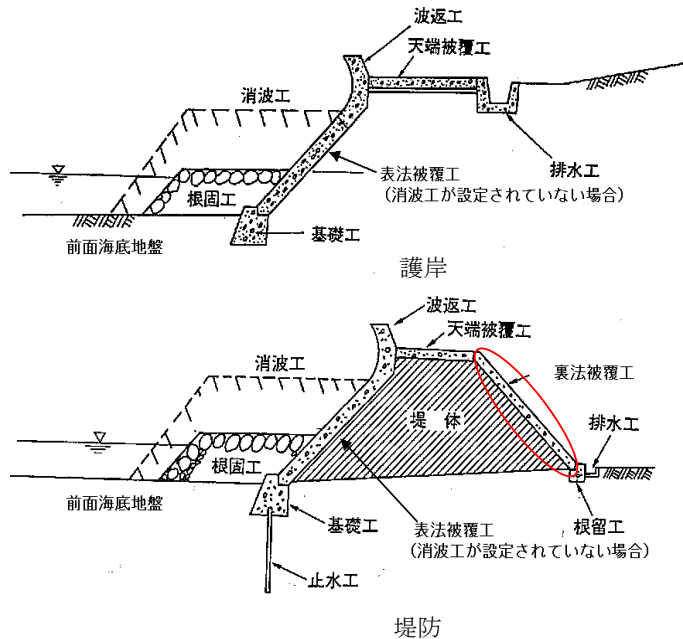 波返工
天端被覆工
消波工
排水工
表法被覆工
(消波工が設定されていない場合)
根固工
基礎工
前面海底地盤
護岸
波返工
天端被覆工
消波工
裏法被覆工
堤体
排水工
根固工
前面海底地盤
基礎工
表法被覆工
(消波工が設定されていない場合)
根留工
止水工
堤防